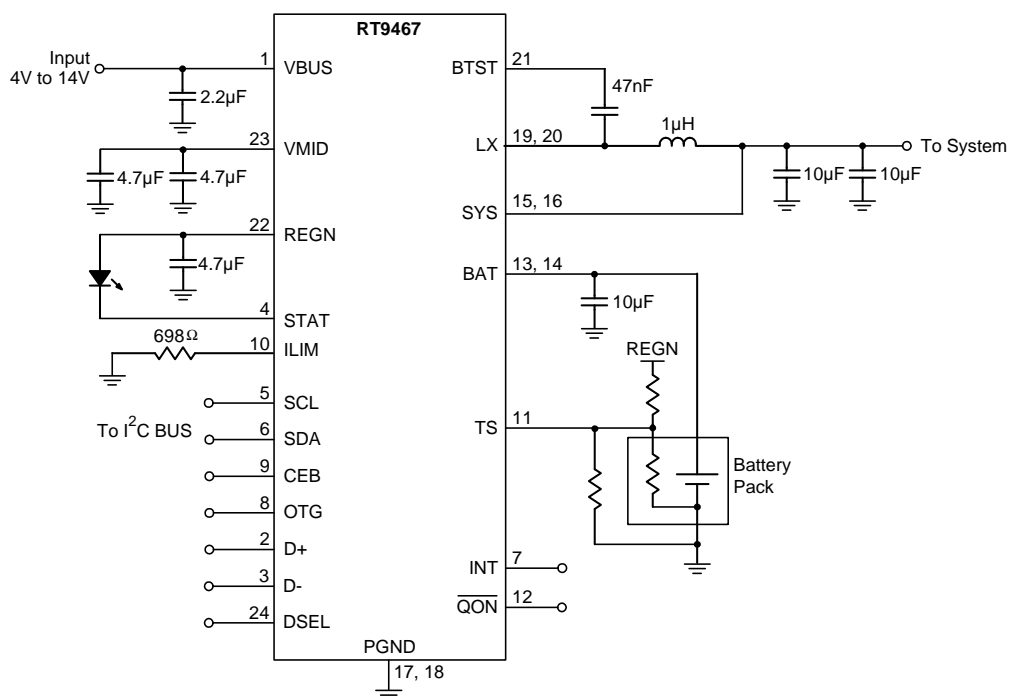 RT9467
Input
4V to 14V
1
VBUS
2.2µF
23
VMID
4.7µF
4.7µF
22
REGN
4.7µF
4
STAT
698Ω
10
ILIM
5
SCL
To I²C BUS
6
SDA
9
CEB
8
OTG
2
D+
3
D-
24
DSEL
PGND
17, 18
BTST
21
47nF
LX
19, 20
1µH
To System
10µF
10µF
SYS
15, 16
BAT
13, 14
10µF
REGN
TS
11
Battery
Pack
INT
7
QON
12